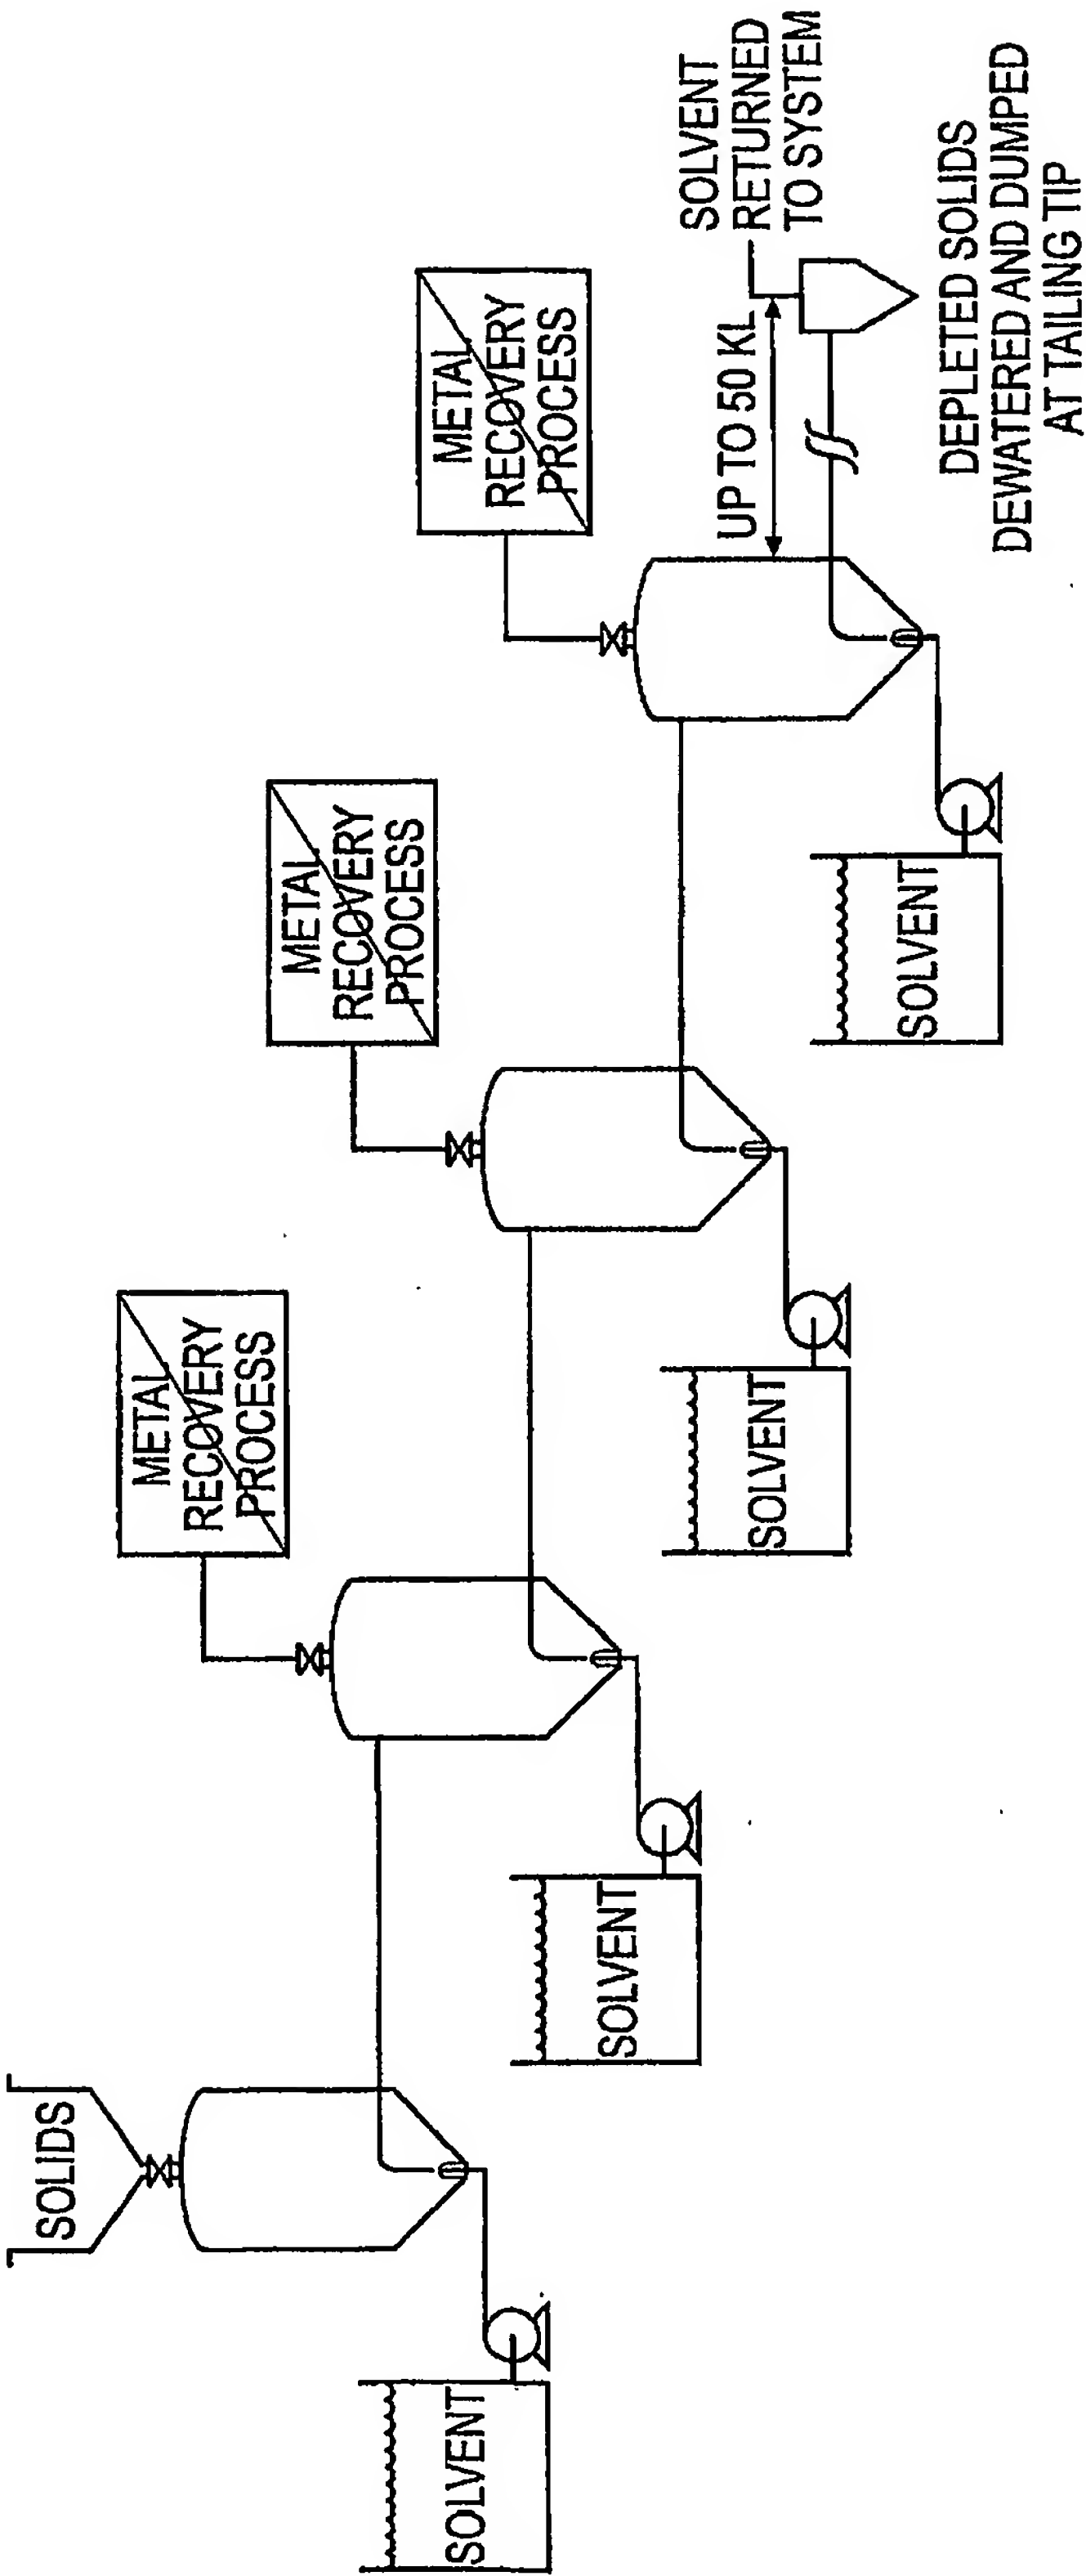 SOLIDS
SOLVENT
METAL
RECOVERY
PROCESS
SOLVENT
METAL
RECOVERY
PROCESS
SOLVENT
METAL
RECOVERY
PROCESS
SOLVENT
UP TO 50 KL
SOLVENT
RETURNED
TO SYSTEM
DEPLETED SOLIDS
DEWATERED AND DUMPED
AT TAILING TIP